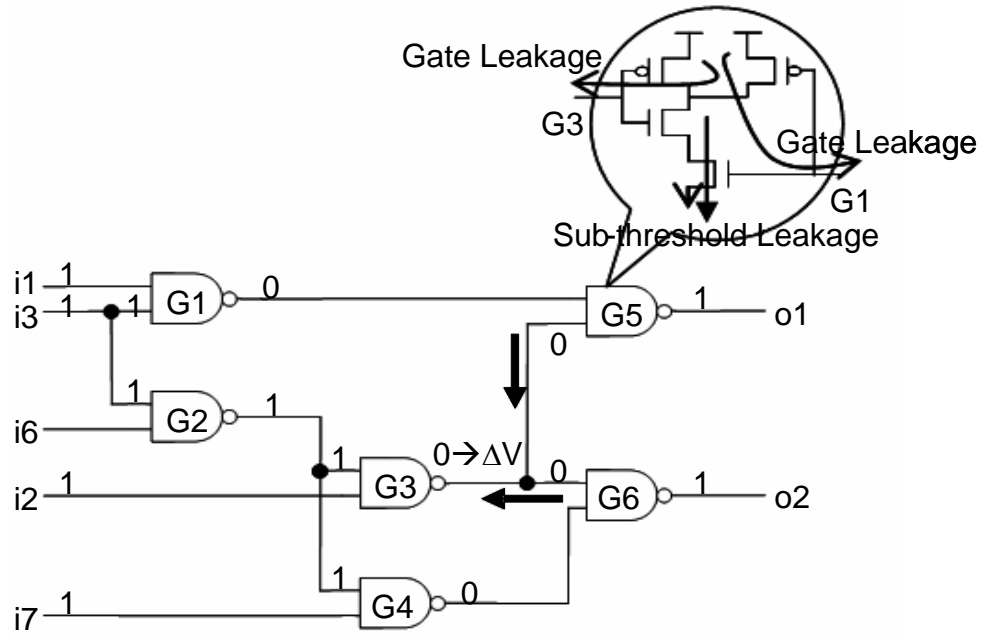 Gate Leakage
G3
Gate Leakage
G1
Sub-threshold Leakage
i1 1 G1 0 G5 1 o1
i3 1 1
0
1 G2 1
i6
1 G3 0→ΔV 0 G6 1 o2
i2 1
1 G4 0
i7 1